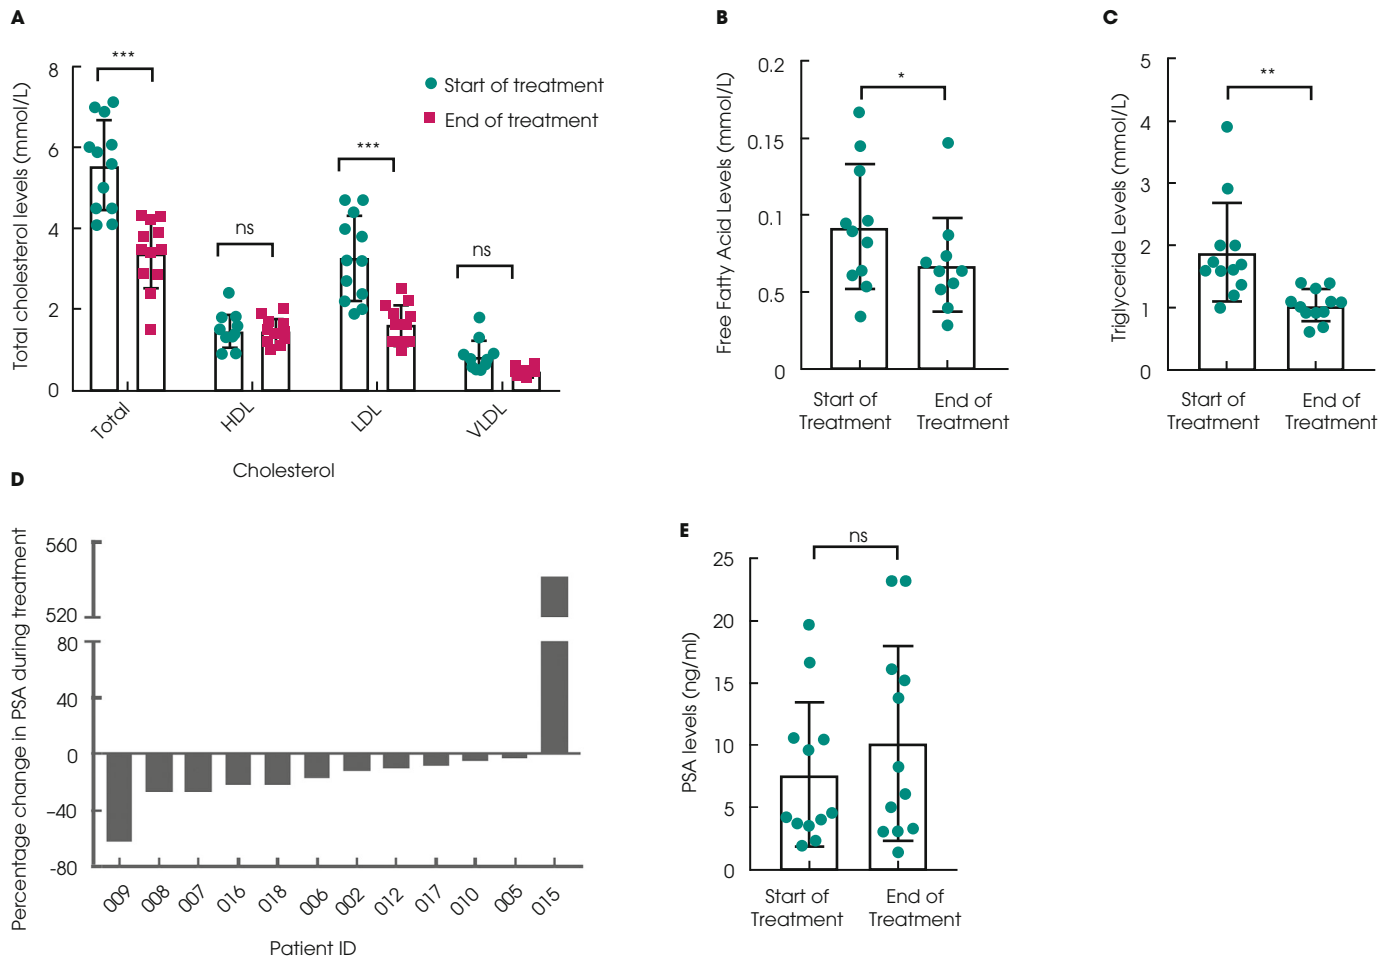 A
Total cholesterol levels (mmol/L)
8
6
4
2
0
***
ns
***
ns
Start of treatment
End of treatment
Total
HDL
LDL
VLDL
Cholesterol
B
Free Fatty Acid Levels (mmol/L)
0.2
0.15
0.1
0.5
0
*
Start of
Treatment
End of
Treatment
C
Triglyceride Levels (mmol/L)
5
4
3
2
1
0
**
Start of
Treatment
End of
Treatment
D
Percentage change in PSA during treatment
560
520
80
40
0
–40
-80
009
008
007
016
018
006
002
012
017
010
005
015
Patient ID
E
PSA levels (ng/ml)
25
20
15
10
5
0
ns
Start of
Treatment
End of
Treatment